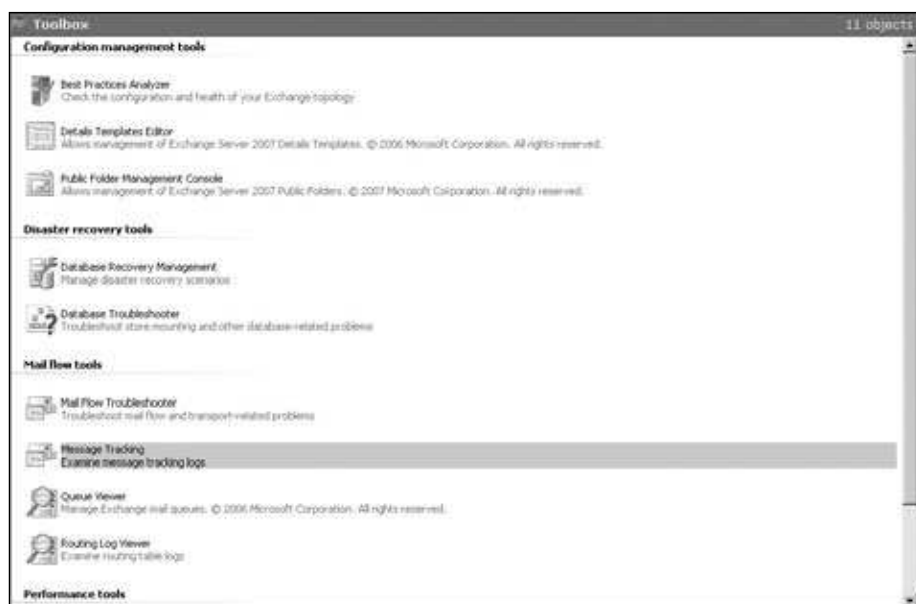 Toolbox 11 objects
Configuration management tools
Best Practices Analyzer
Check the configuration and health of your Exchange topology
Details Templates Editor
Allows management of Exchange Server 2007 Details Templates. © 2006 Microsoft Corporation. All rights reserved.
Public Folder Management Console
Allows management of Exchange Server 2007 Public Folders. © 2007 Microsoft Corporation. All rights reserved.
Disaster recovery tools
Database Recovery Management
Manage disaster recovery scenarios
Database Troubleshooter
Troubleshoot store mounting and other database-related problems
Mail flow tools
Mail Flow Troubleshooter
Troubleshoot mail flow and transport-related problems
Message Tracking
Examine message tracking logs
Queue Viewer
Manage Exchange mail queues. © 2006 Microsoft Corporation. All rights reserved.
Routing Log Viewer
Examine routing table logs
Performance tools